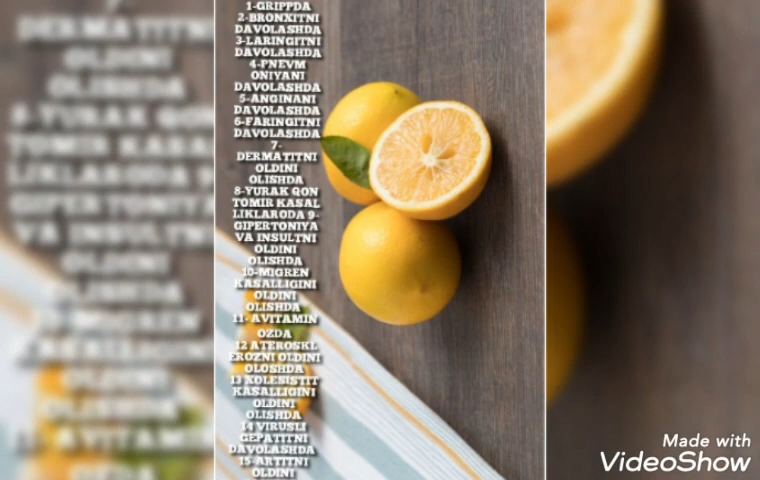 1-GRIPPDA
2-BRONXITNI
DAVOLASHDA
3-LARINGITNI
DAVOLASHDA
4-PNEVM
ONIYANI
DAVOLASHDA
5-ANGINANI
DAVOLASHDA
6-FARINGITNI
DAVOLASHDA
7-
DERMATITNI
OLDINI
OLISHDA
8-YURAK QON
TOMIR KASAL
LIKLARODA 9-
GIPERTONIYA
VA INSULTNI
OLDINI
OLISHDA
10-MIGREN
KASALLIGINI
OLDINI
OLISHDA
11- AVITAMIN
OZDA
12 ATEROSKL
EROZNI OLDINI
OLOSHDA
13 XOLESISTIT
KASALLIGINI
OLDINI
OLISHDA
14 VIRUSLI
GEPATITNI
DAVOLASHDA
15-ARTITNI
OLDINI
Made with
VideoShow